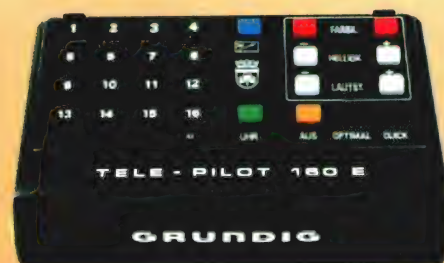 1 2 3 4
FARBE
5 6 7 8
HELLIGK
9 10 11 12
LAUTST.
13 14 15 16
UHR AUS OPTIMAL QUICK
TELE-PILOT 160 E
GRUNDIG